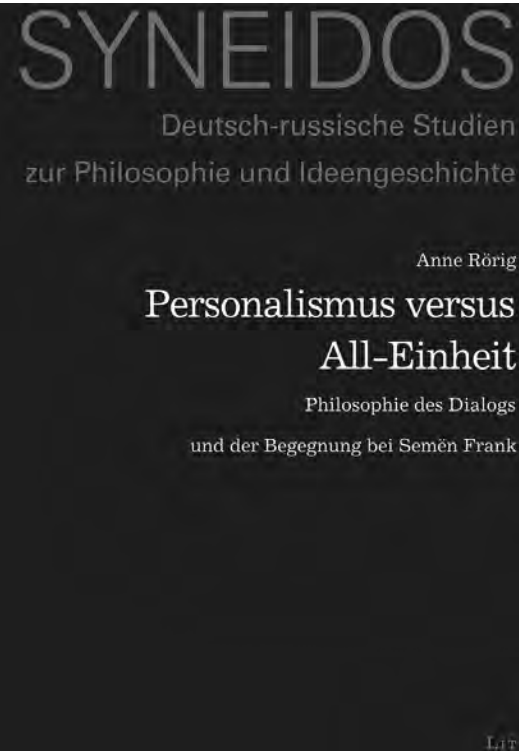 SYNEIDOS
Deutsch-russische Studien
zur Philosophie und Ideengeschichte
Anne Rörig
Personalismus versus
All-Einheit
Philosophie des Dialogs
und der Begegnung bei Semën Frank
LIT